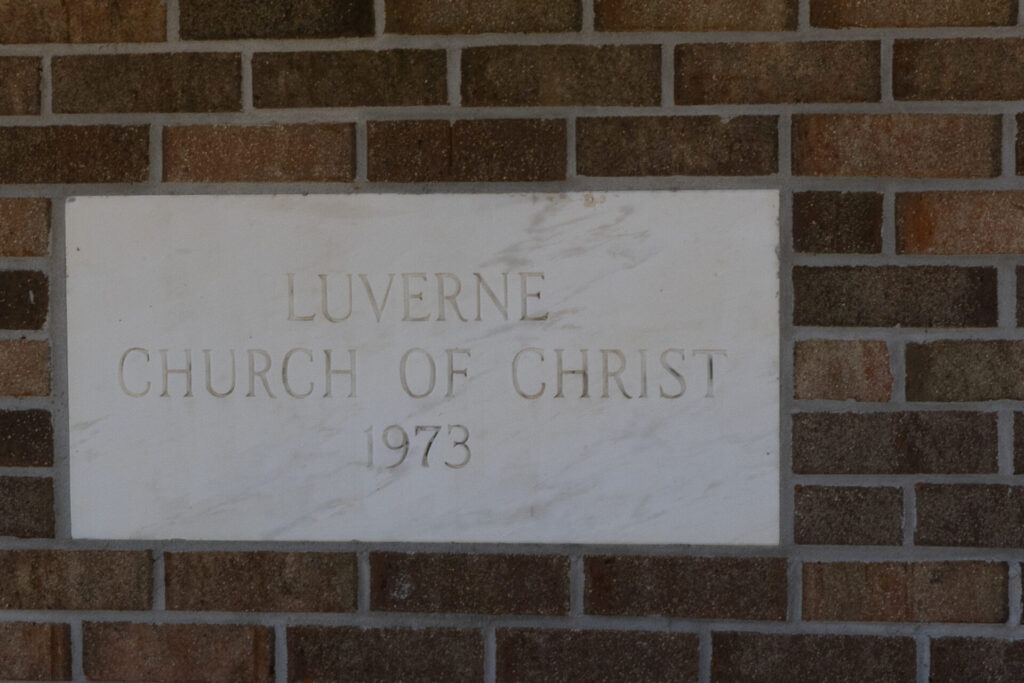 LUVERNE
CHURCH OF CHRIST
1973